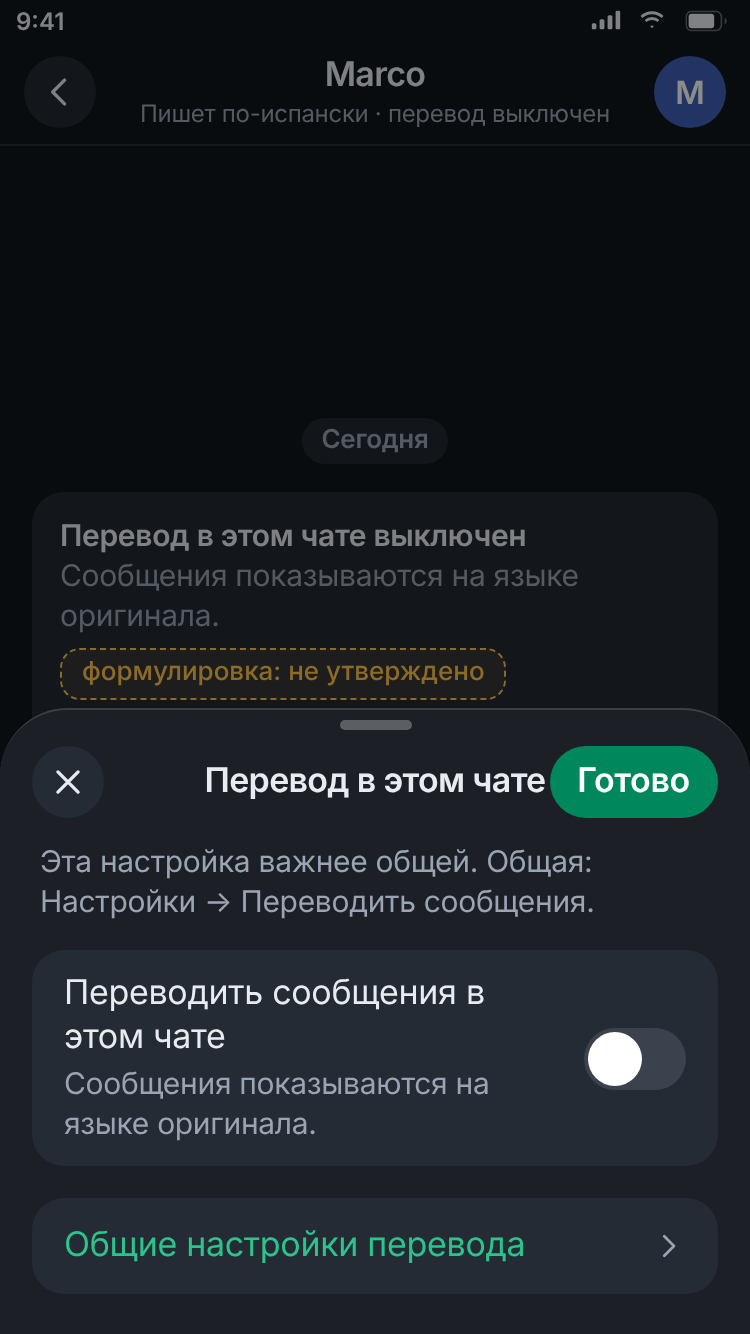 9:41
Marco
Пишет по-испански · перевод выключен
M
Сегодня
Перевод в этом чате выключен
Сообщения показываются на языке
оригинала.
формулировка: не утверждено
Перевод в этом чате
Готово
Эта настройка важнее общей. Общая:
Настройки → Переводить сообщения.
Переводить сообщения в
этом чате
Сообщения показываются на
языке оригинала.
Общие настройки перевода